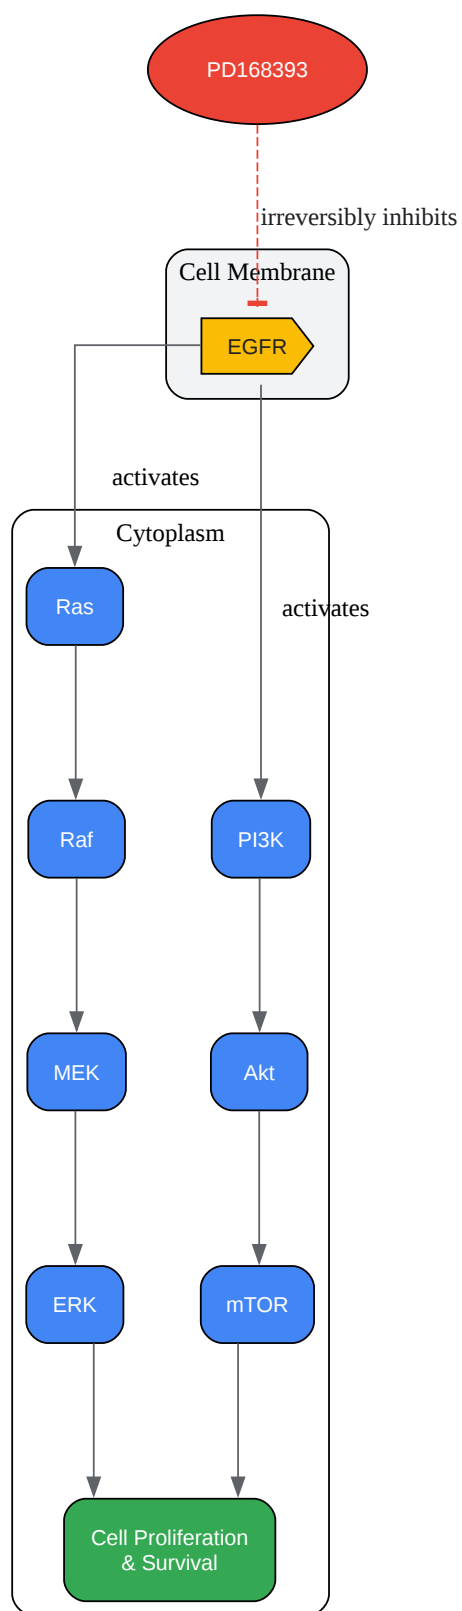 PD168393
irreversibly inhibits
Cell Membrane
EGFR
activates
Cytoplasm
Ras
activates
Raf
PI3K
MEK
Akt
ERK
mTOR
Cell Proliferation
& Survival